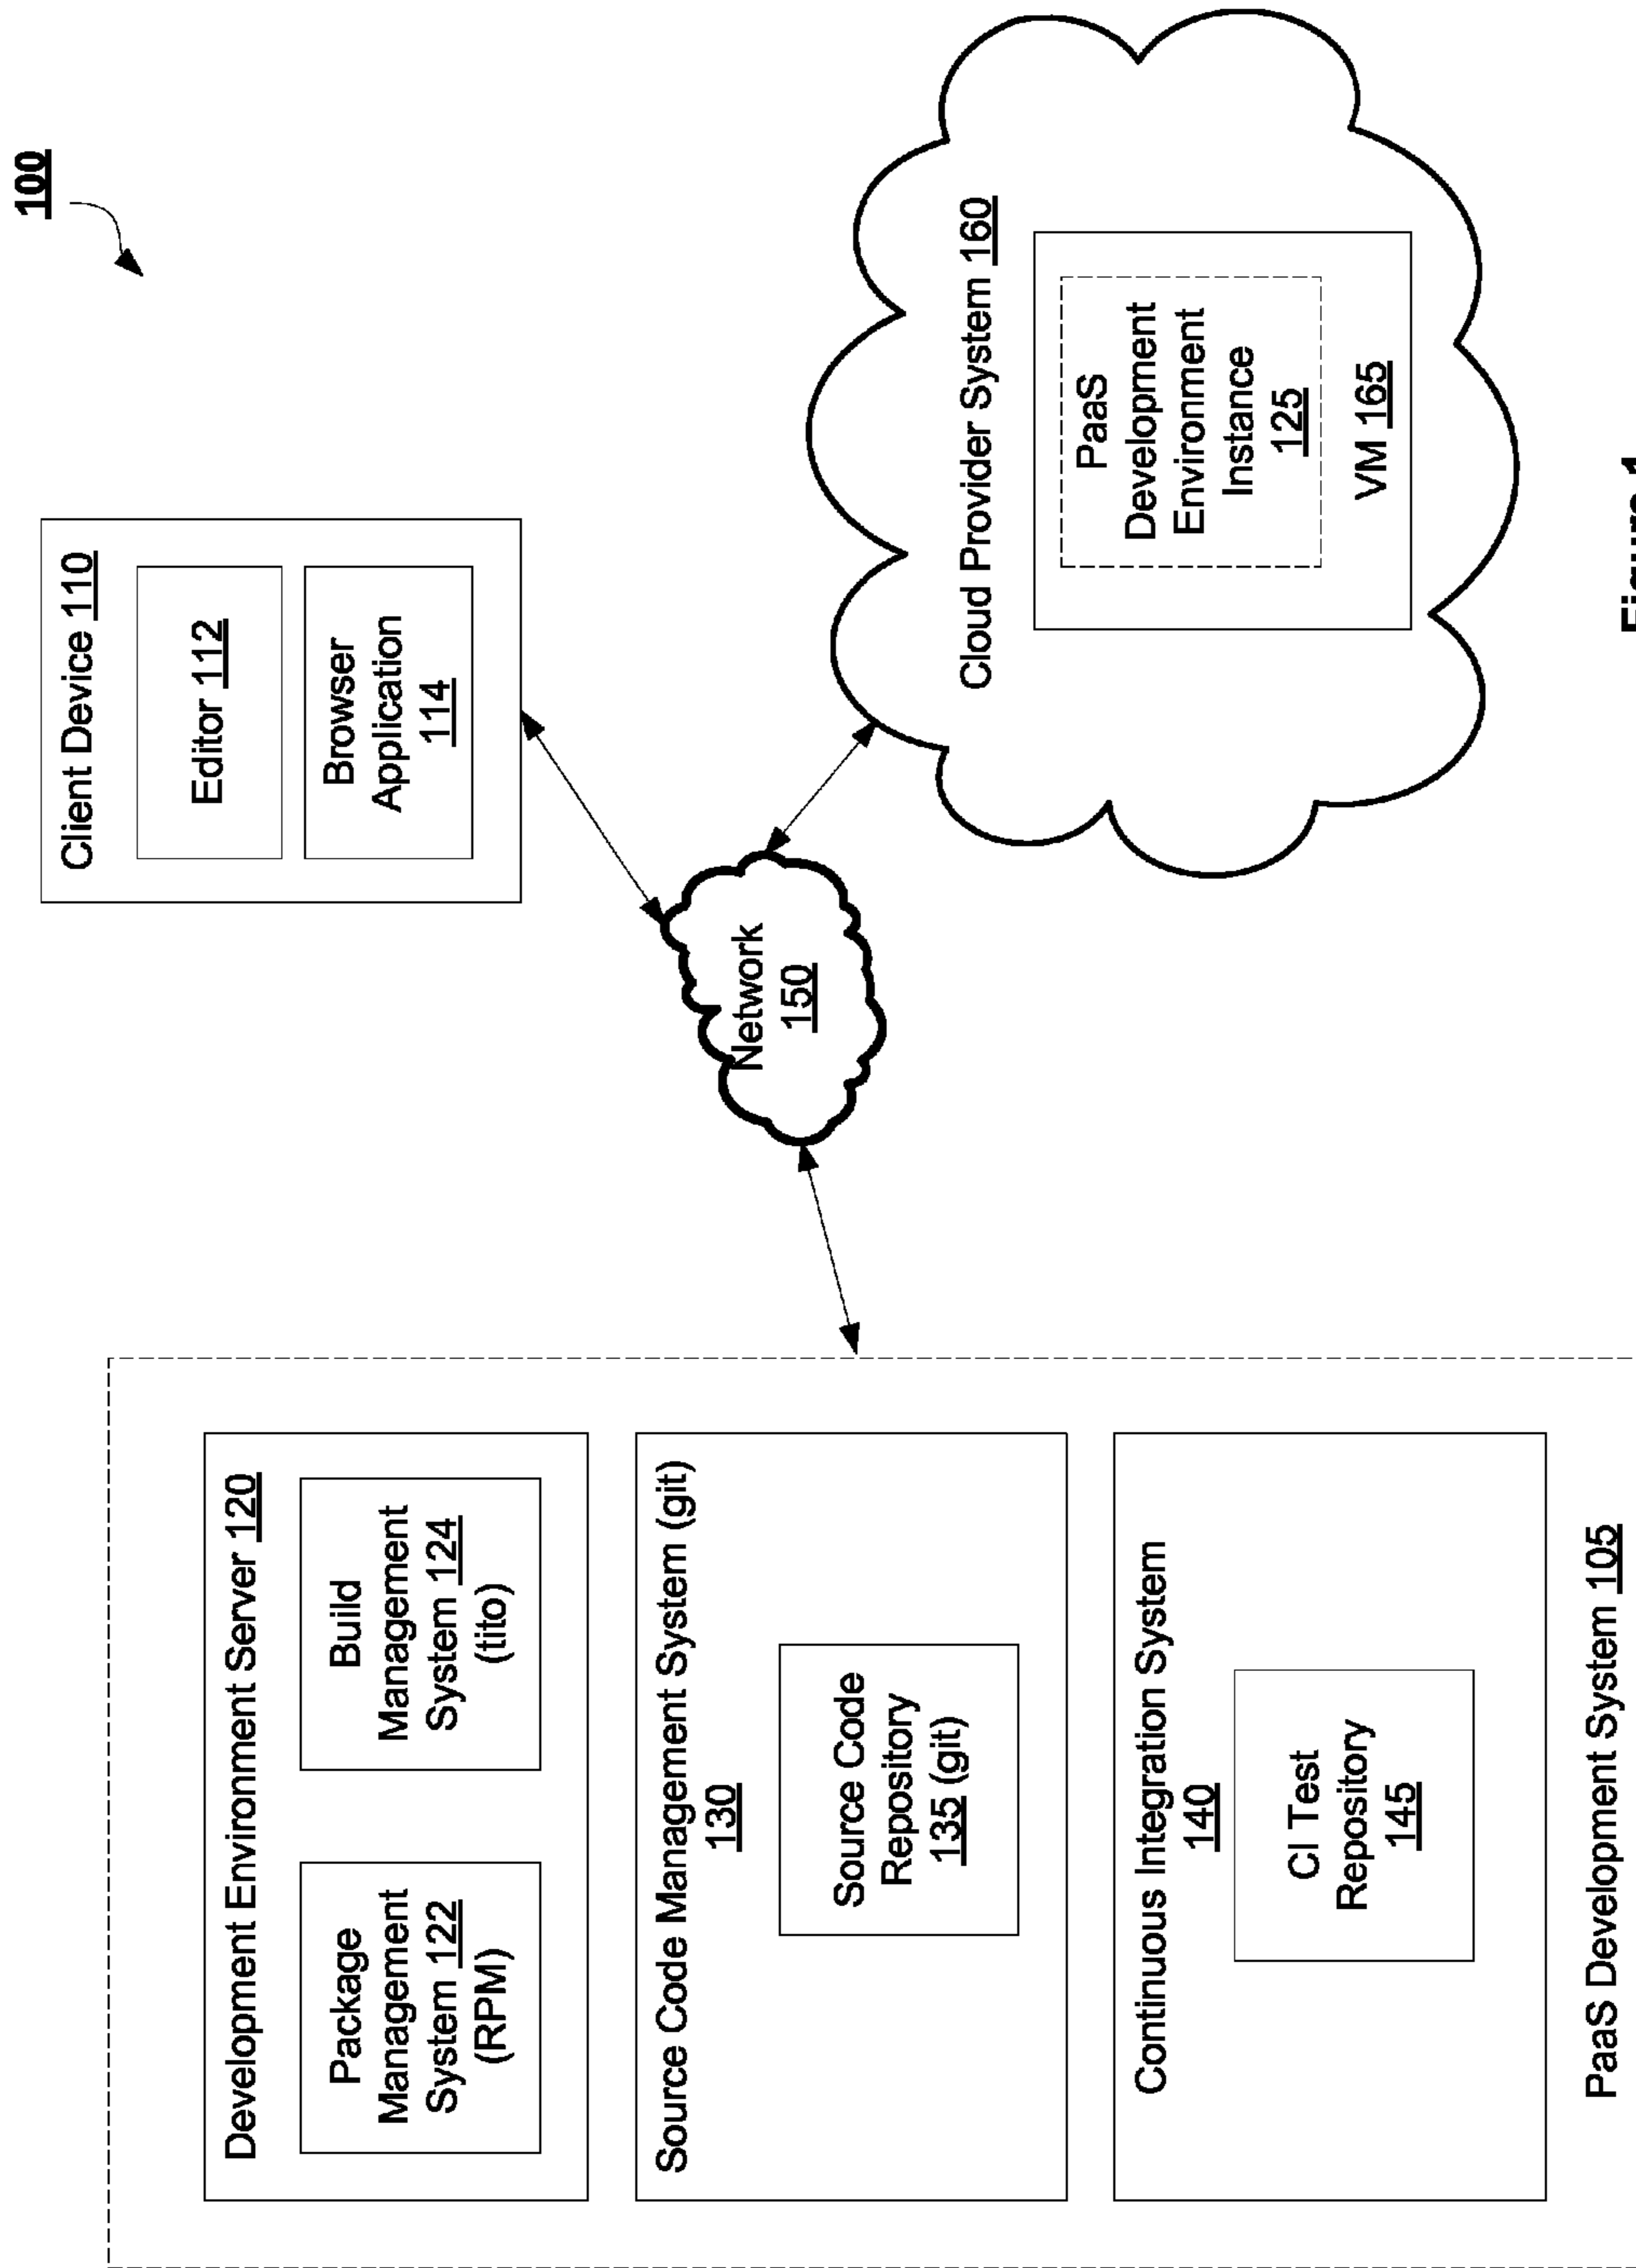 100
Client Device 110
Editor 112
Browser
Application
114
Development Environment Server 120
Package
Management
System 122
(RPM)
Build
Management
System 124
(tito)
Source Code Management System (git)
130
Source Code
Repository
135 (git)
Continuous Integration System
140
CI Test
Repository
145
PaaS Development System 105
Network
150
Cloud Provider System 160
PaaS
Development
Environment
Instance
125
VM 165
Figure 1